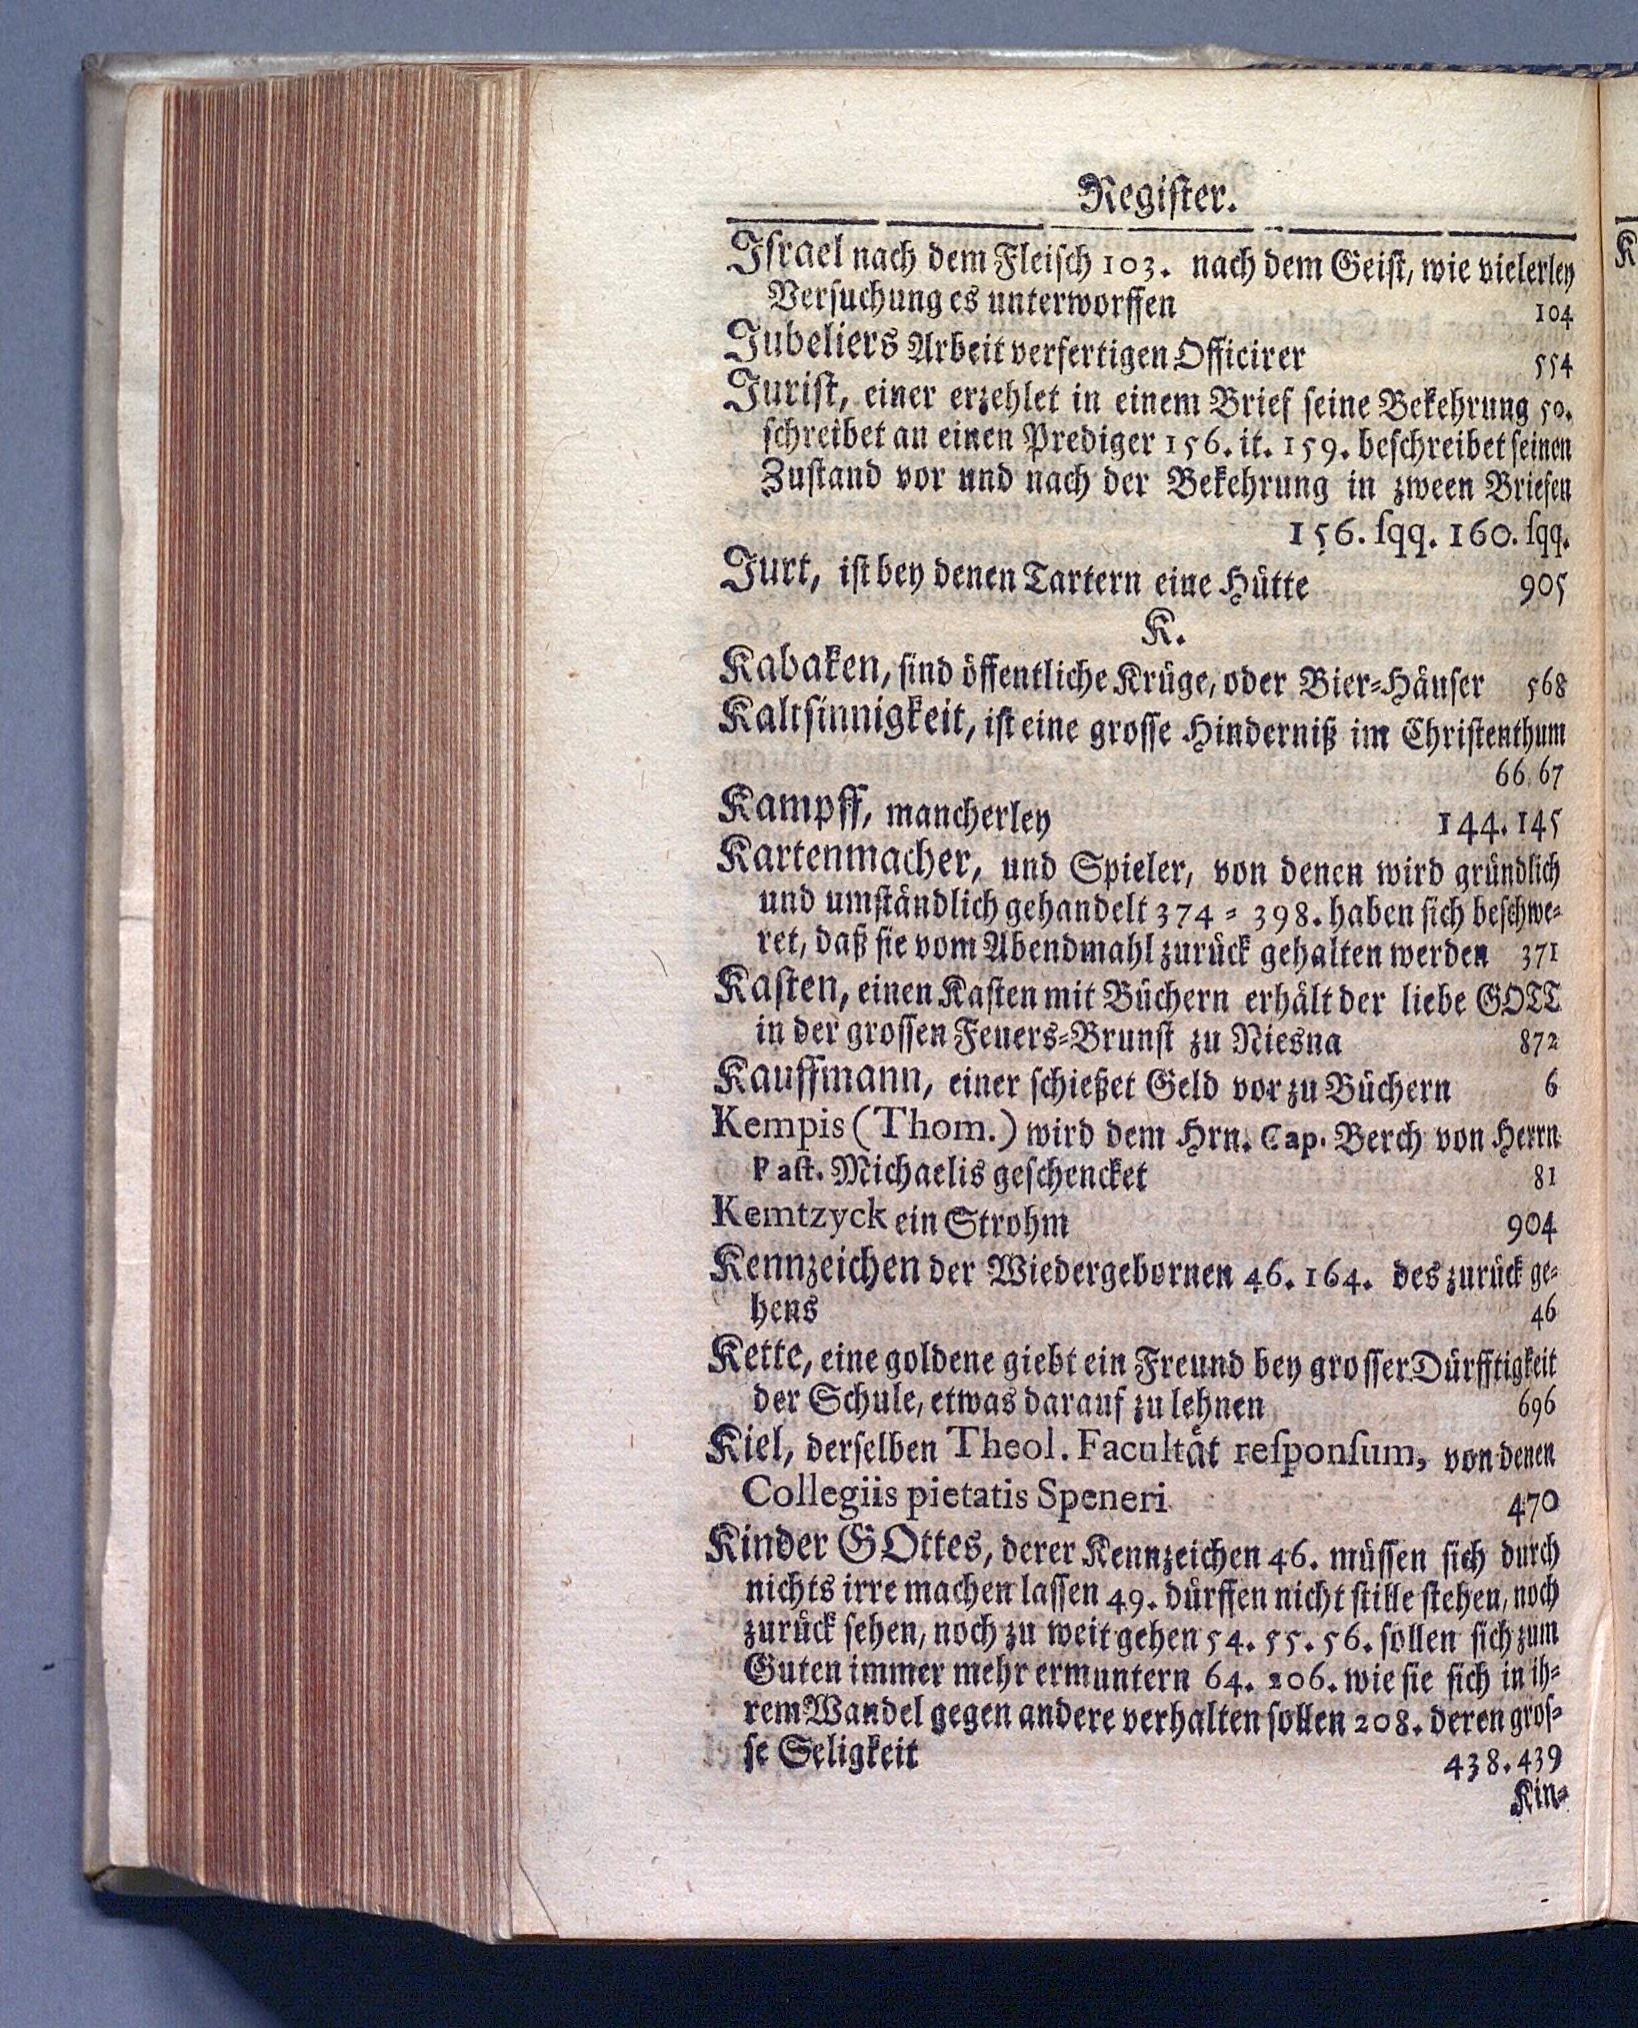 Register.
Israel nach dem Fleisch 103. nach dem Geist, wie vielerley
Versuchung es unterworffen 104
Jubeliers Arbeit verfertigen Officirer 554
Jurist, einer erzehlet in einem Brief seine Bekehrung 50.
schreibet an einen Prediger 156. it. 159. beschreibet seinen
Zustand vor und nach der Bekehrung in zween Briefen
156. sqq. 160. sqq.
Jurt, ist bey denen Tartern eine Hütte 905
K.
Kabaken, sind öffentliche Krüge, oder Bier-Häuser 568
Kaltsinnigkeit, ist eine grosse Hinderniß im Christenthum
66. 67
Kampff, mancherley 144. 145
Kartenmacher, und Spieler, von denen wird gründlich
und umständlich gehandelt 374 - 398. haben sich beschwe-
ret, daß sie vom Abendmahl zurück gehalten werden 371
Kasten, einen Kasten mit Büchern erhält der liebe GOTT
in der grossen Feuers-Brunst zu Niesna 872
Kauffmann, einer schießet Geld vor zu Büchern 6
Kempis (Thom.) wird dem Hrn. Cap. Berch von Herrn
Past. Michaelis geschencket 81
Kemtzyck ein Strohm 904
Kennzeichen der Wiedergebornen 46. 164. des zurück ge-
hens 46
Kette, eine goldene giebt ein Freund bey grosser Dürfftigkeit
der Schule, etwas darauf zu lehnen 696
Kiel, derselben Theol. Facultät responsum, von denen
Collegiis pietatis Speneri 470
Kinder GOttes, derer Kennzeichen 46. müssen sich durch
nichts irre machen lassen 49. dürffen nicht stille stehen, noch
zurück sehen, noch zu weit gehen 54. 55. 56. sollen sich zum
Guten immer mehr ermuntern 64. 206. wie sie sich in ih-
rem Wandel gegen andere verhalten sollen 208. deren gros-
se Seligkeit 438. 439
Kin-
K